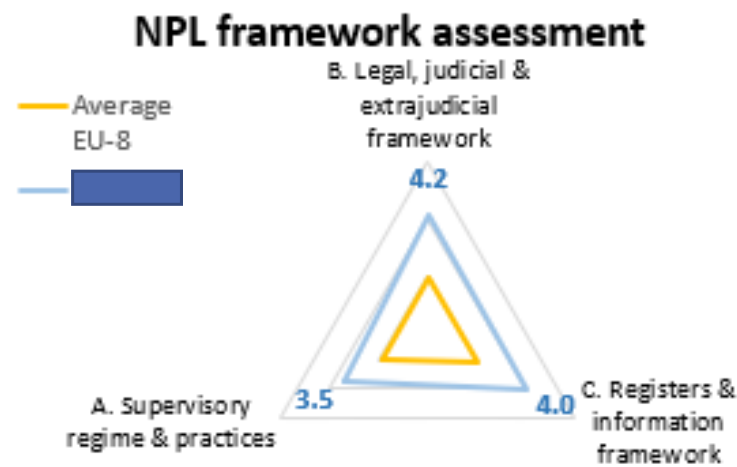 NPL framework assessment
B. Legal, judicial &
extrajudicial
framework
Average
EU-8
4.2
3.5
4.0
A. Supervisory
regime & practices
C. Registers &
information
framework